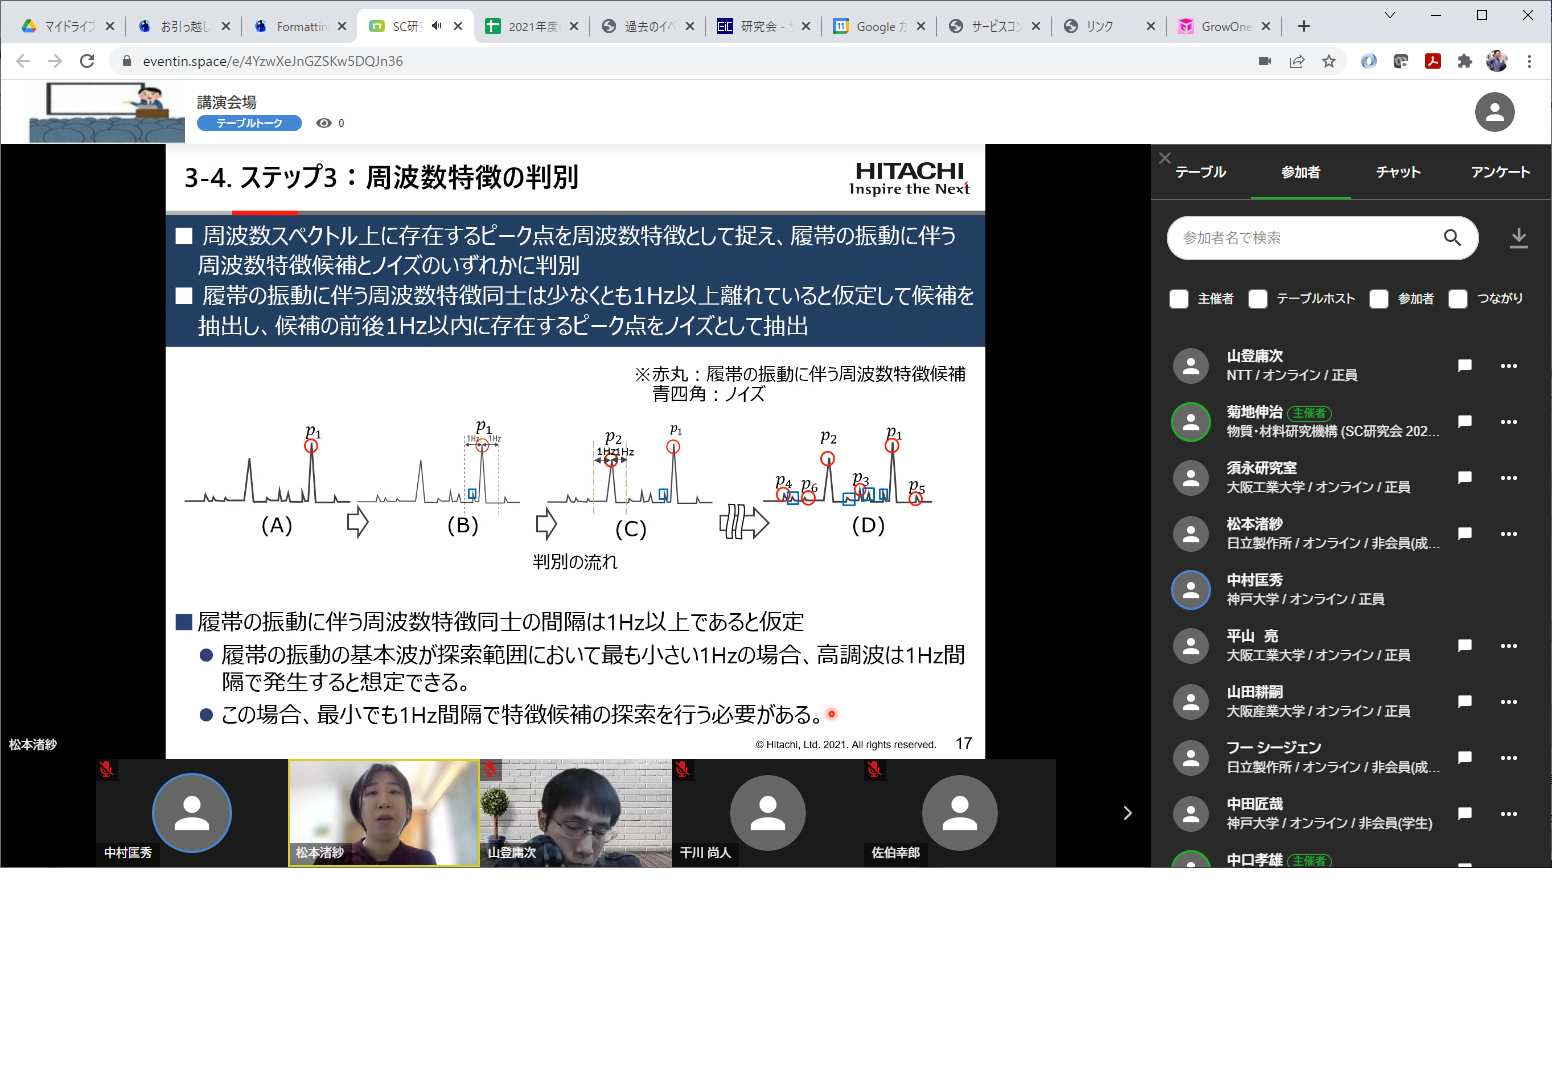 マイドライブ
お引っ越し
Formattin
SC研
2021年度
過去のイベ
研究会 -
Google カ
サービスコン
リンク
GrowOne
eventin.space/e/4YzwXeJnGZSKw5DQJn36
講演会場
テーブルトーク 0
3-4. ステップ3：周波数特徴の判別
HITACHI
Inspire the Next
■ 周波数スペクトル上に存在するピーク点を周波数特徴として捉え、履帯の振動に伴う
周波数特徴候補とノイズのいずれかに判別
■ 履帯の振動に伴う周波数特徴同士は少なくとも1Hz以上離れていると仮定して候補を
抽出し、候補の前後1Hz以内に存在するピーク点をノイズとして抽出
※赤丸：履帯の振動に伴う周波数特徴候補
青四角：ノイズ
p1
p1
1Hz 1Hz
p2 p1
1Hz 1Hz
p2 p1
p4 p6 p3 p5
(A) (B) (C) (D)
判別の流れ
■ 履帯の振動に伴う周波数特徴同士の間隔は1Hz以上であると仮定
● 履帯の振動の基本波が探索範囲において最も小さい1Hzの場合、高調波は1Hz間
隔で発生すると想定できる。
● この場合、最小でも1Hz間隔で特徴候補の探索を行う必要がある。
© Hitachi, Ltd. 2021. All rights reserved. 17
松本渚紗
中村匡秀
松本渚紗
山登庸次
干川 尚人
佐伯幸郎
テーブル 参加者 チャット アンケート
参加者名で検索
主催者 テーブルホスト 参加者 つながり
山登庸次
NTT / オンライン / 正員
菊地伸治 主催者
物質・材料研究機構 (SC研究会 202...
須永研究室
大阪工業大学 / オンライン / 正員
松本渚紗
日立製作所 / オンライン / 非会員(成...
中村匡秀
神戸大学 / オンライン / 正員
平山 亮
大阪工業大学 / オンライン / 正員
山田耕嗣
大阪産業大学 / オンライン / 正員
フー シージェン
日立製作所 / オンライン / 非会員(成...
中田匠哉
神戸大学 / オンライン / 非会員(学生)
中口孝雄 主催者